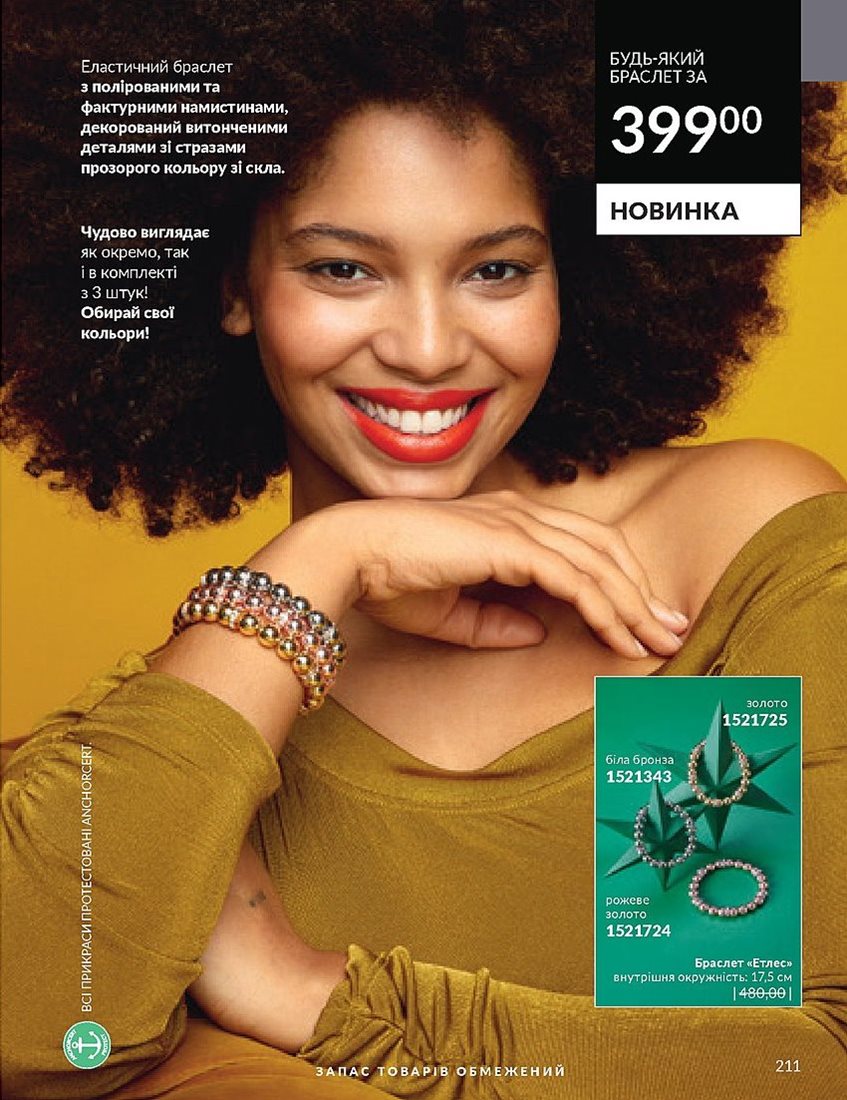 Еластичний браслет
з полірованими та
фактурними намистинами,
декорований витонченими
деталями зі стразами
прозорого кольору зі скла.
Чудово виглядає
як окремо, так
і в комплекті
з 3 штук!
Обирай свої
кольори!
БУДЬ-ЯКИЙ
БРАСЛЕТ ЗА
399⁰⁰
НОВИНКА
золото
1521725
біла бронза
1521343
рожеве
золото
1521724
Браслет «Етлес»
внутрішня окружність: 17,5 см
| 480,00 |
ВСІ ПРИКРАСИ ПРОТЕСТОВАНІ ANCHORCERT
ЗАПАС ТОВАРІВ ОБМЕЖЕНИЙ
211